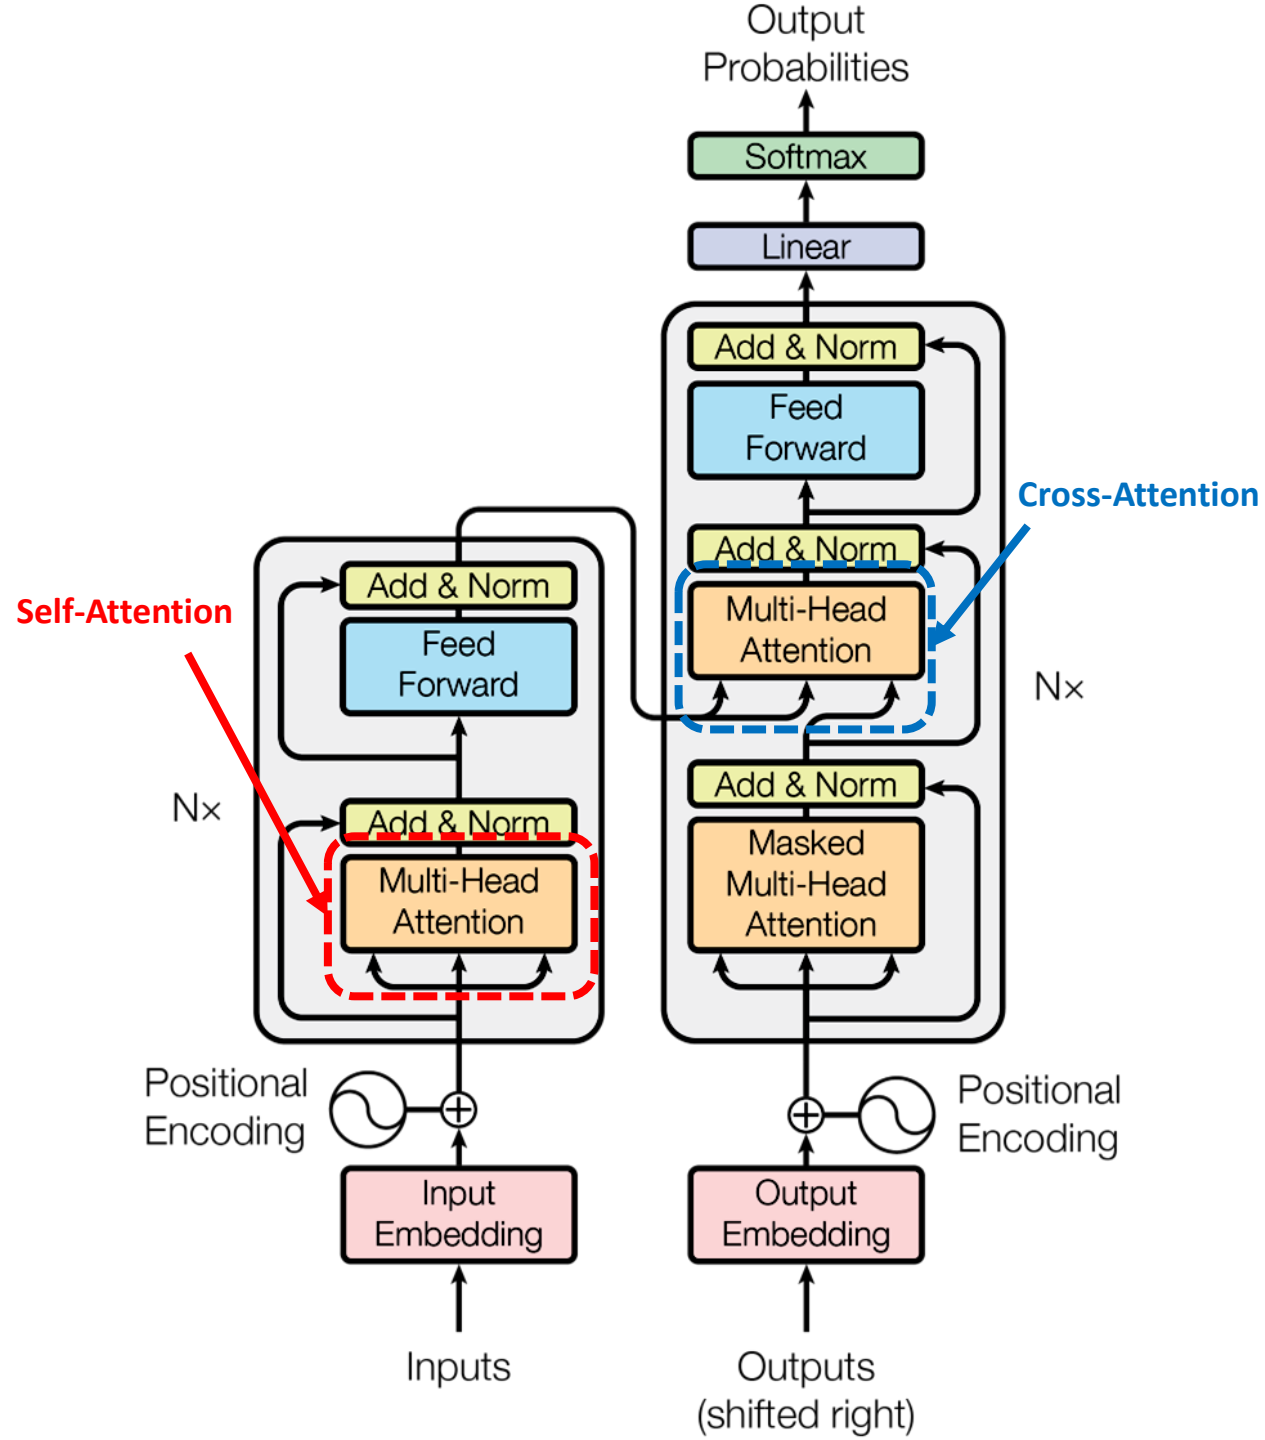 Output
Probabilities
Softmax
Linear
Add & Norm
Feed
Forward
Cross-Attention
Add & Norm
Multi-Head
Attention
N×
Add & Norm
Masked
Multi-Head
Attention
Add & Norm
Feed
Forward
Self-Attention
N×
Add & Norm
Multi-Head
Attention
Positional
Encoding
Positional
Encoding
Input
Embedding
Output
Embedding
Inputs
Outputs
(shifted right)